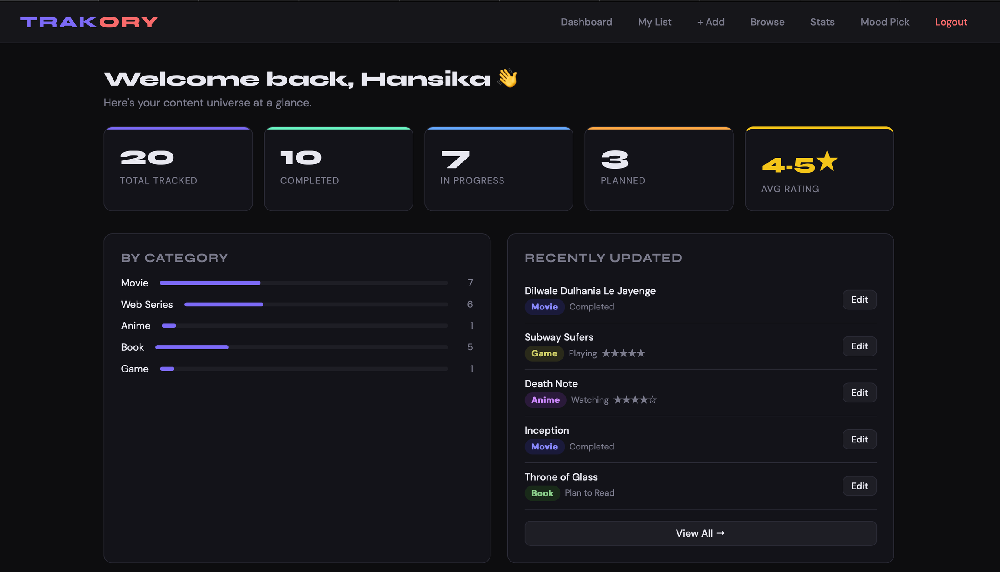 TRAKORY
Dashboard My List + Add Browse Stats Mood Pick Logout
Welcome back, Hansika 👋
Here's your content universe at a glance.
20
TOTAL TRACKED
10
COMPLETED
7
IN PROGRESS
3
PLANNED
4.5★
AVG RATING
BY CATEGORY
Movie 7
Web Series 6
Anime 1
Book 5
Game 1
RECENTLY UPDATED
Dilwale Dulhania Le Jayenge
Movie Completed
Edit
Subway Sufers
Game Playing ★★★★★
Edit
Death Note
Anime Watching ★★★★☆
Edit
Inception
Movie Completed
Edit
Throne of Glass
Book Plan to Read
Edit
View All →